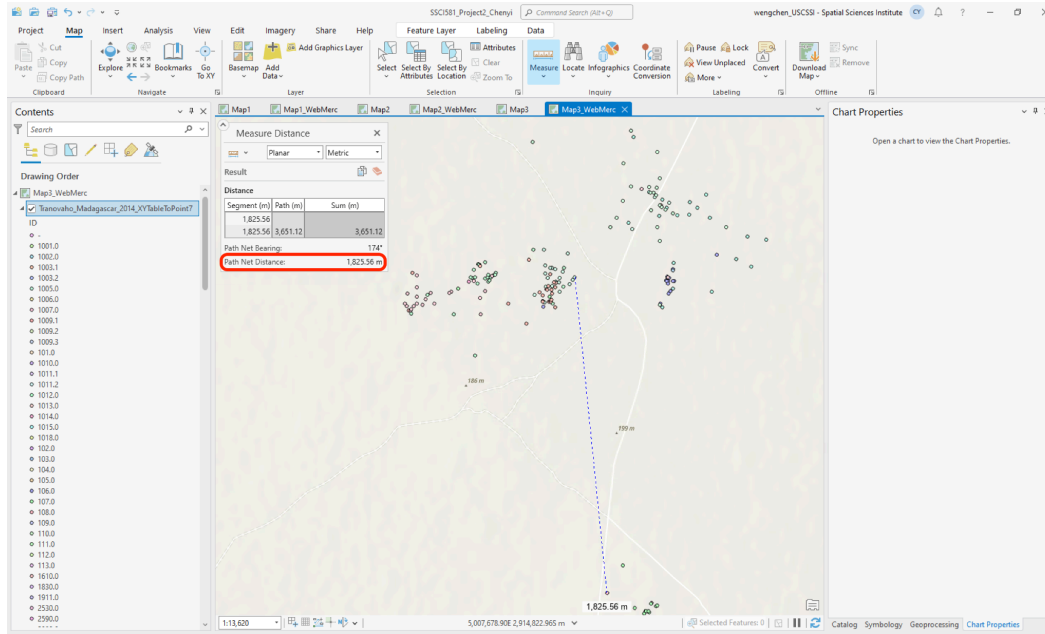 SSCI581_Project2_Chenyi
Command Search (Alt+Q)
wengchen_USCSSI - Spatial Sciences Institute
CY
?
Project Map Insert Analysis View Edit Imagery Share Help Feature Layer Labeling Data
Paste
Cut
Copy
Copy Path
Clipboard
Explore
Bookmarks
Go To XY
Navigate
Basemap
Add Data
Add Graphics Layer
Layer
Select
Select By Attributes
Select By Location
Attributes
Clear
Zoom To
Selection
Measure
Locate
Infographics
Coordinate Conversion
Inquiry
Pause
Lock
View Unplaced
More
Convert
Labeling
Download Map
Sync
Remove
Offline
Contents
Search
Drawing Order
Map3_WebMerc
Tranovaho_Madagascar_2014_XYTableToPoint7
ID
-
1001.0
1002.0
1003.1
1003.2
1005.0
1006.0
1007.0
1009.1
1009.2
1009.3
101.0
1010.0
1011.1
1011.2
1012.0
1013.0
1014.0
1015.0
1018.0
102.0
103.0
104.0
105.0
106.0
107.0
108.0
109.0
110.0
111.0
112.0
113.0
1610.0
1830.0
1911.0
2530.0
2590.0
Map1 Map1_WebMerc Map2 Map2_WebMerc Map3 Map3_WebMerc
Measure Distance
Planar Metric
Result
Distance
Segment (m) Path (m) Sum (m)
1,825.56
1,825.56 3,651.12 3,651.12
Path Net Bearing: 174°
Path Net Distance: 1,825.56 m
186 m
199 m
1,825.56 m
1:13,620
5,007,678.90E 2,914,822.965 m
Selected Features: 0
Chart Properties
Open a chart to view the Chart Properties.
Catalog Symbology Geoprocessing Chart Properties